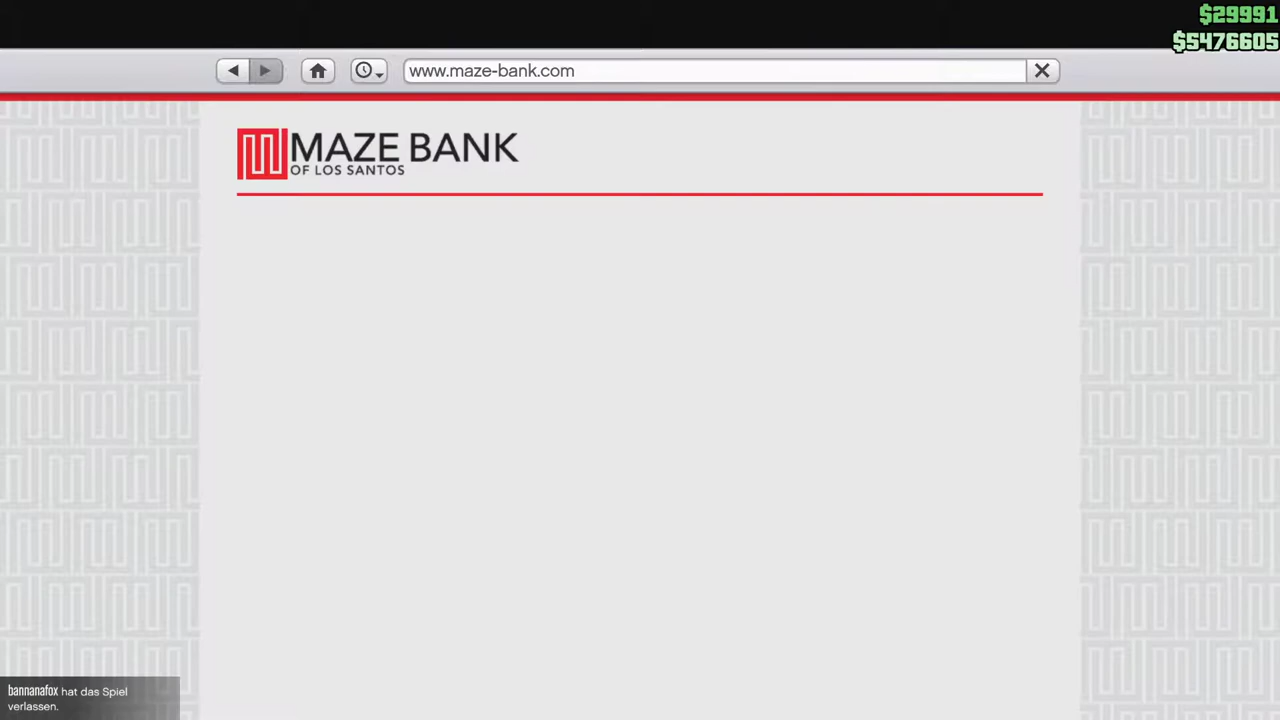 $29991
$5476605
www.maze-bank.com
MAZE BANK
OF LOS SANTOS
bannanafox hat das Spiel
verlassen.